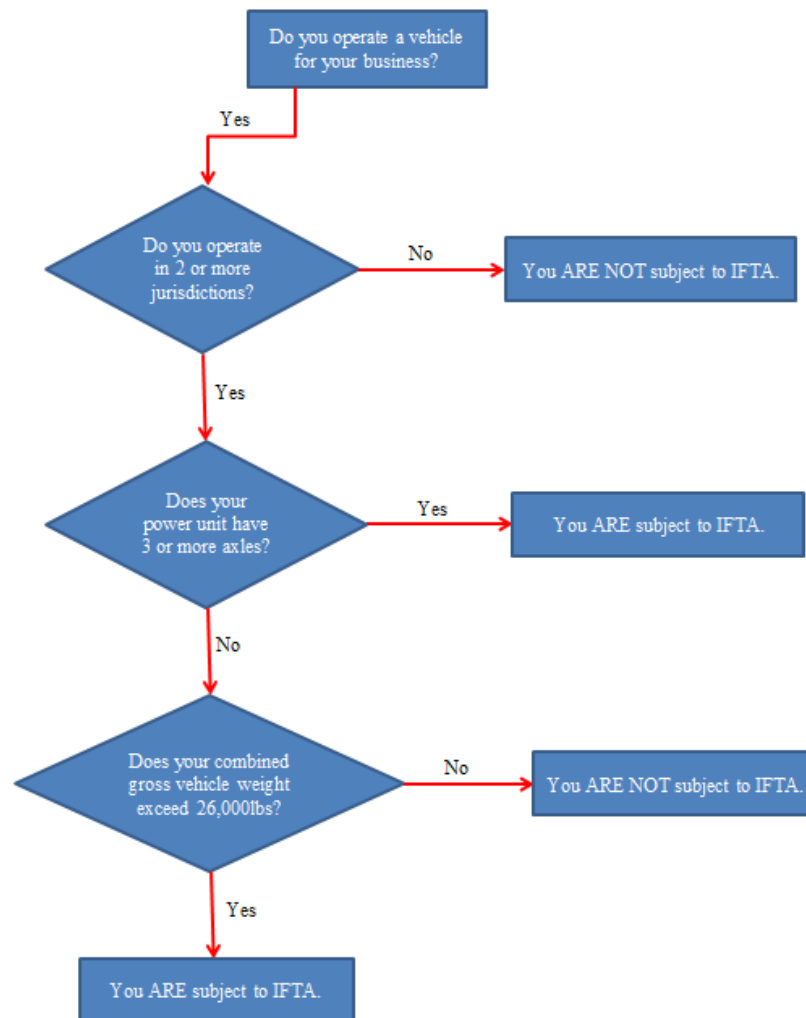 Do you operate a vehicle
for your business?
Yes
Do you operate
in 2 or more
jurisdictions?
No
You ARE NOT subject to IFTA.
Yes
Does your
power unit have
3 or more axles?
Yes
You ARE subject to IFTA.
No
Does your combined
gross vehicle weight
exceed 26,000lbs?
No
You ARE NOT subject to IFTA.
Yes
You ARE subject to IFTA.